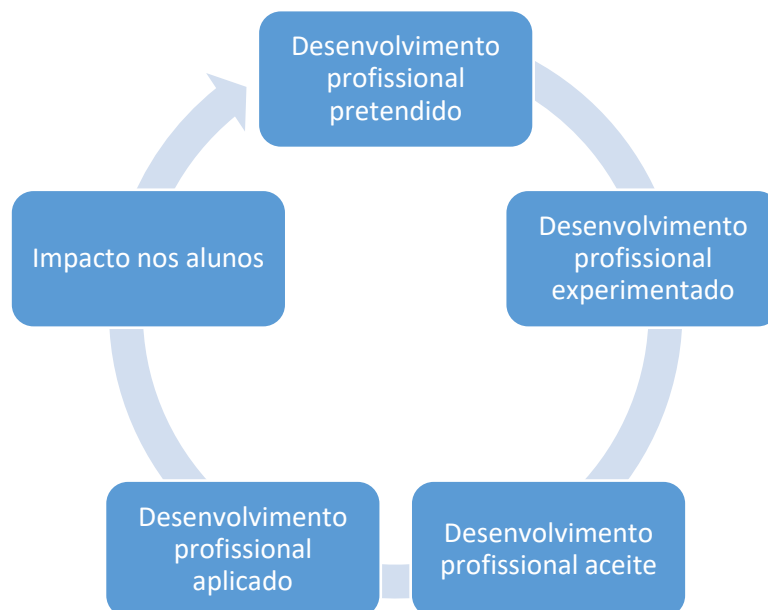 Desenvolvimento
profissional
pretendido
Desenvolvimento
profissional
experimentado
Desenvolvimento
profissional aceite
Desenvolvimento
profissional
aplicado
Impacto nos alunos